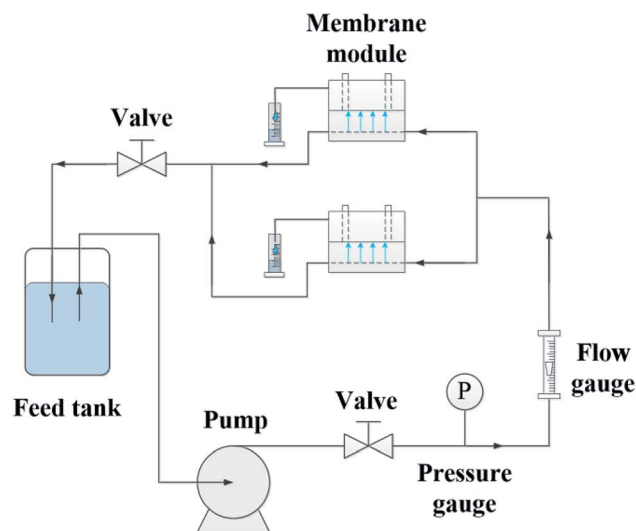 Membrane
module
Valve
Feed tank
Pump
Valve
P
Flow
gauge
Pressure
gauge